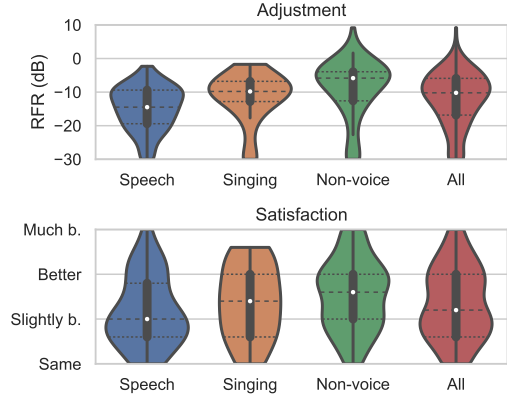 Adjustment
RFR (dB)
10
0
−10
−20
−30
Speech Singing Non-voice All
Satisfaction
Much b.
Better
Slightly b.
Same
Speech Singing Non-voice All